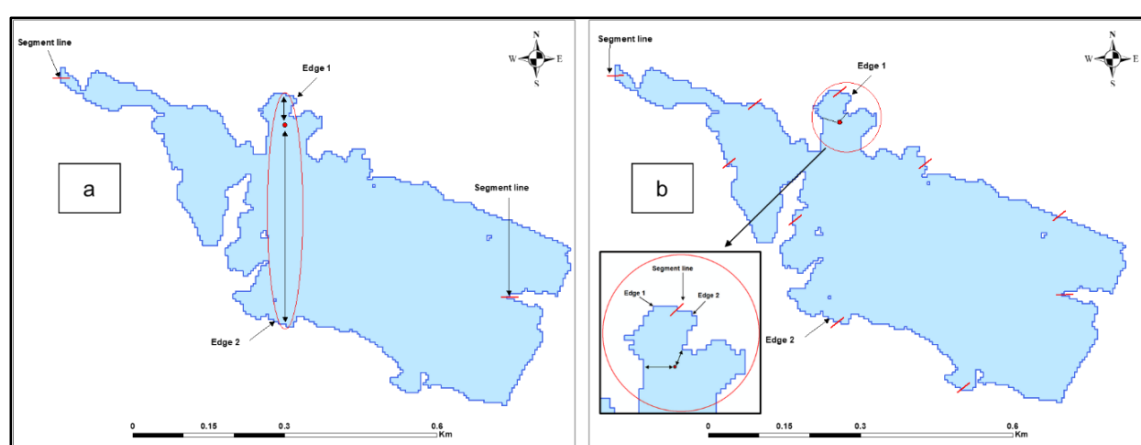 Segment line
Edge 1
N
W
E
S
a
Segment line
Edge 2
0
0.15
0.3
0.6
Km
Segment line
Edge 1
N
W
E
S
b
Segment line
Edge 1
Edge 2
Edge 2
0
0.15
0.3
0.6
Km